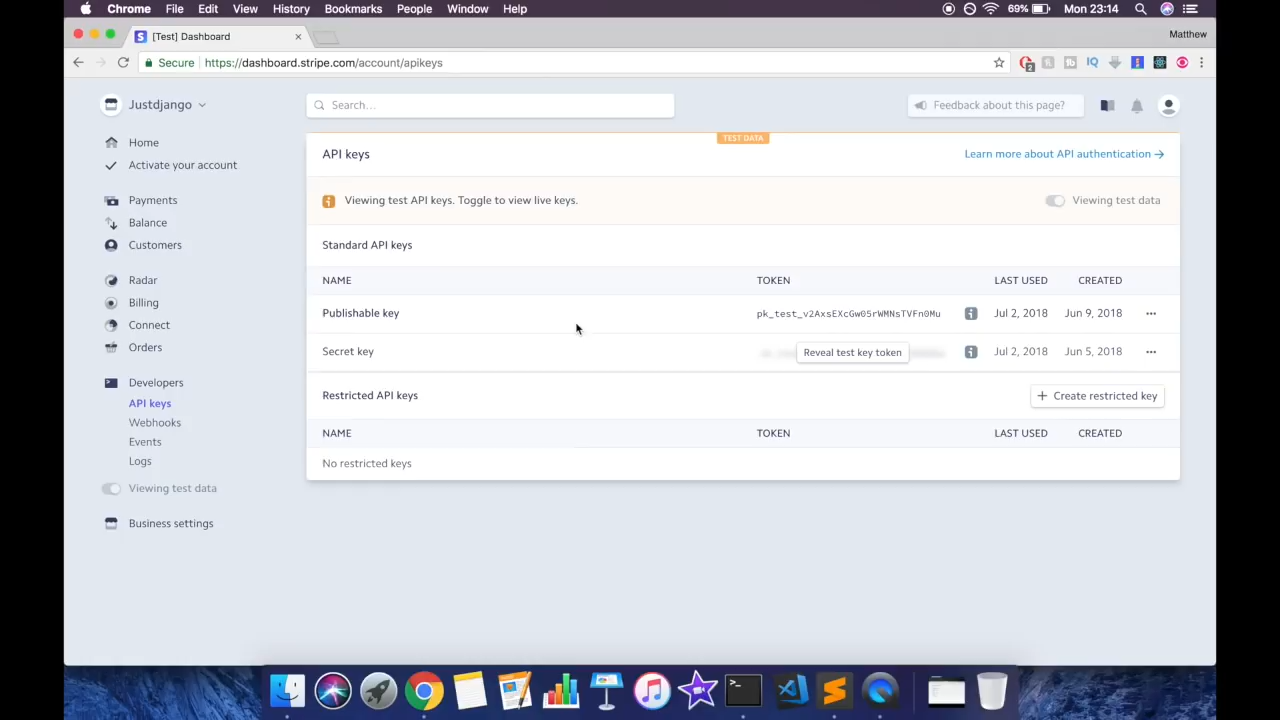 Chrome File Edit View History Bookmarks People Window Help 69% Mon 23:14
[Test] Dashboard Matthew
Secure https://dashboard.stripe.com/account/apikeys
Justdjango Search... Feedback about this page?
Home
Activate your account
Payments
Balance
Customers
Radar
Billing
Connect
Orders
Developers
API keys
Webhooks
Events
Logs
Viewing test data
Business settings
TEST DATA
API keys Learn more about API authentication →
Viewing test API keys. Toggle to view live keys. Viewing test data
Standard API keys
NAME TOKEN LAST USED CREATED
Publishable key pk_test_v2AxsEXcGw05rWMNsTVFn0Mu Jul 2, 2018 Jun 9, 2018
Secret key Reveal test key token Jul 2, 2018 Jun 5, 2018
Restricted API keys + Create restricted key
NAME TOKEN LAST USED CREATED
No restricted keys